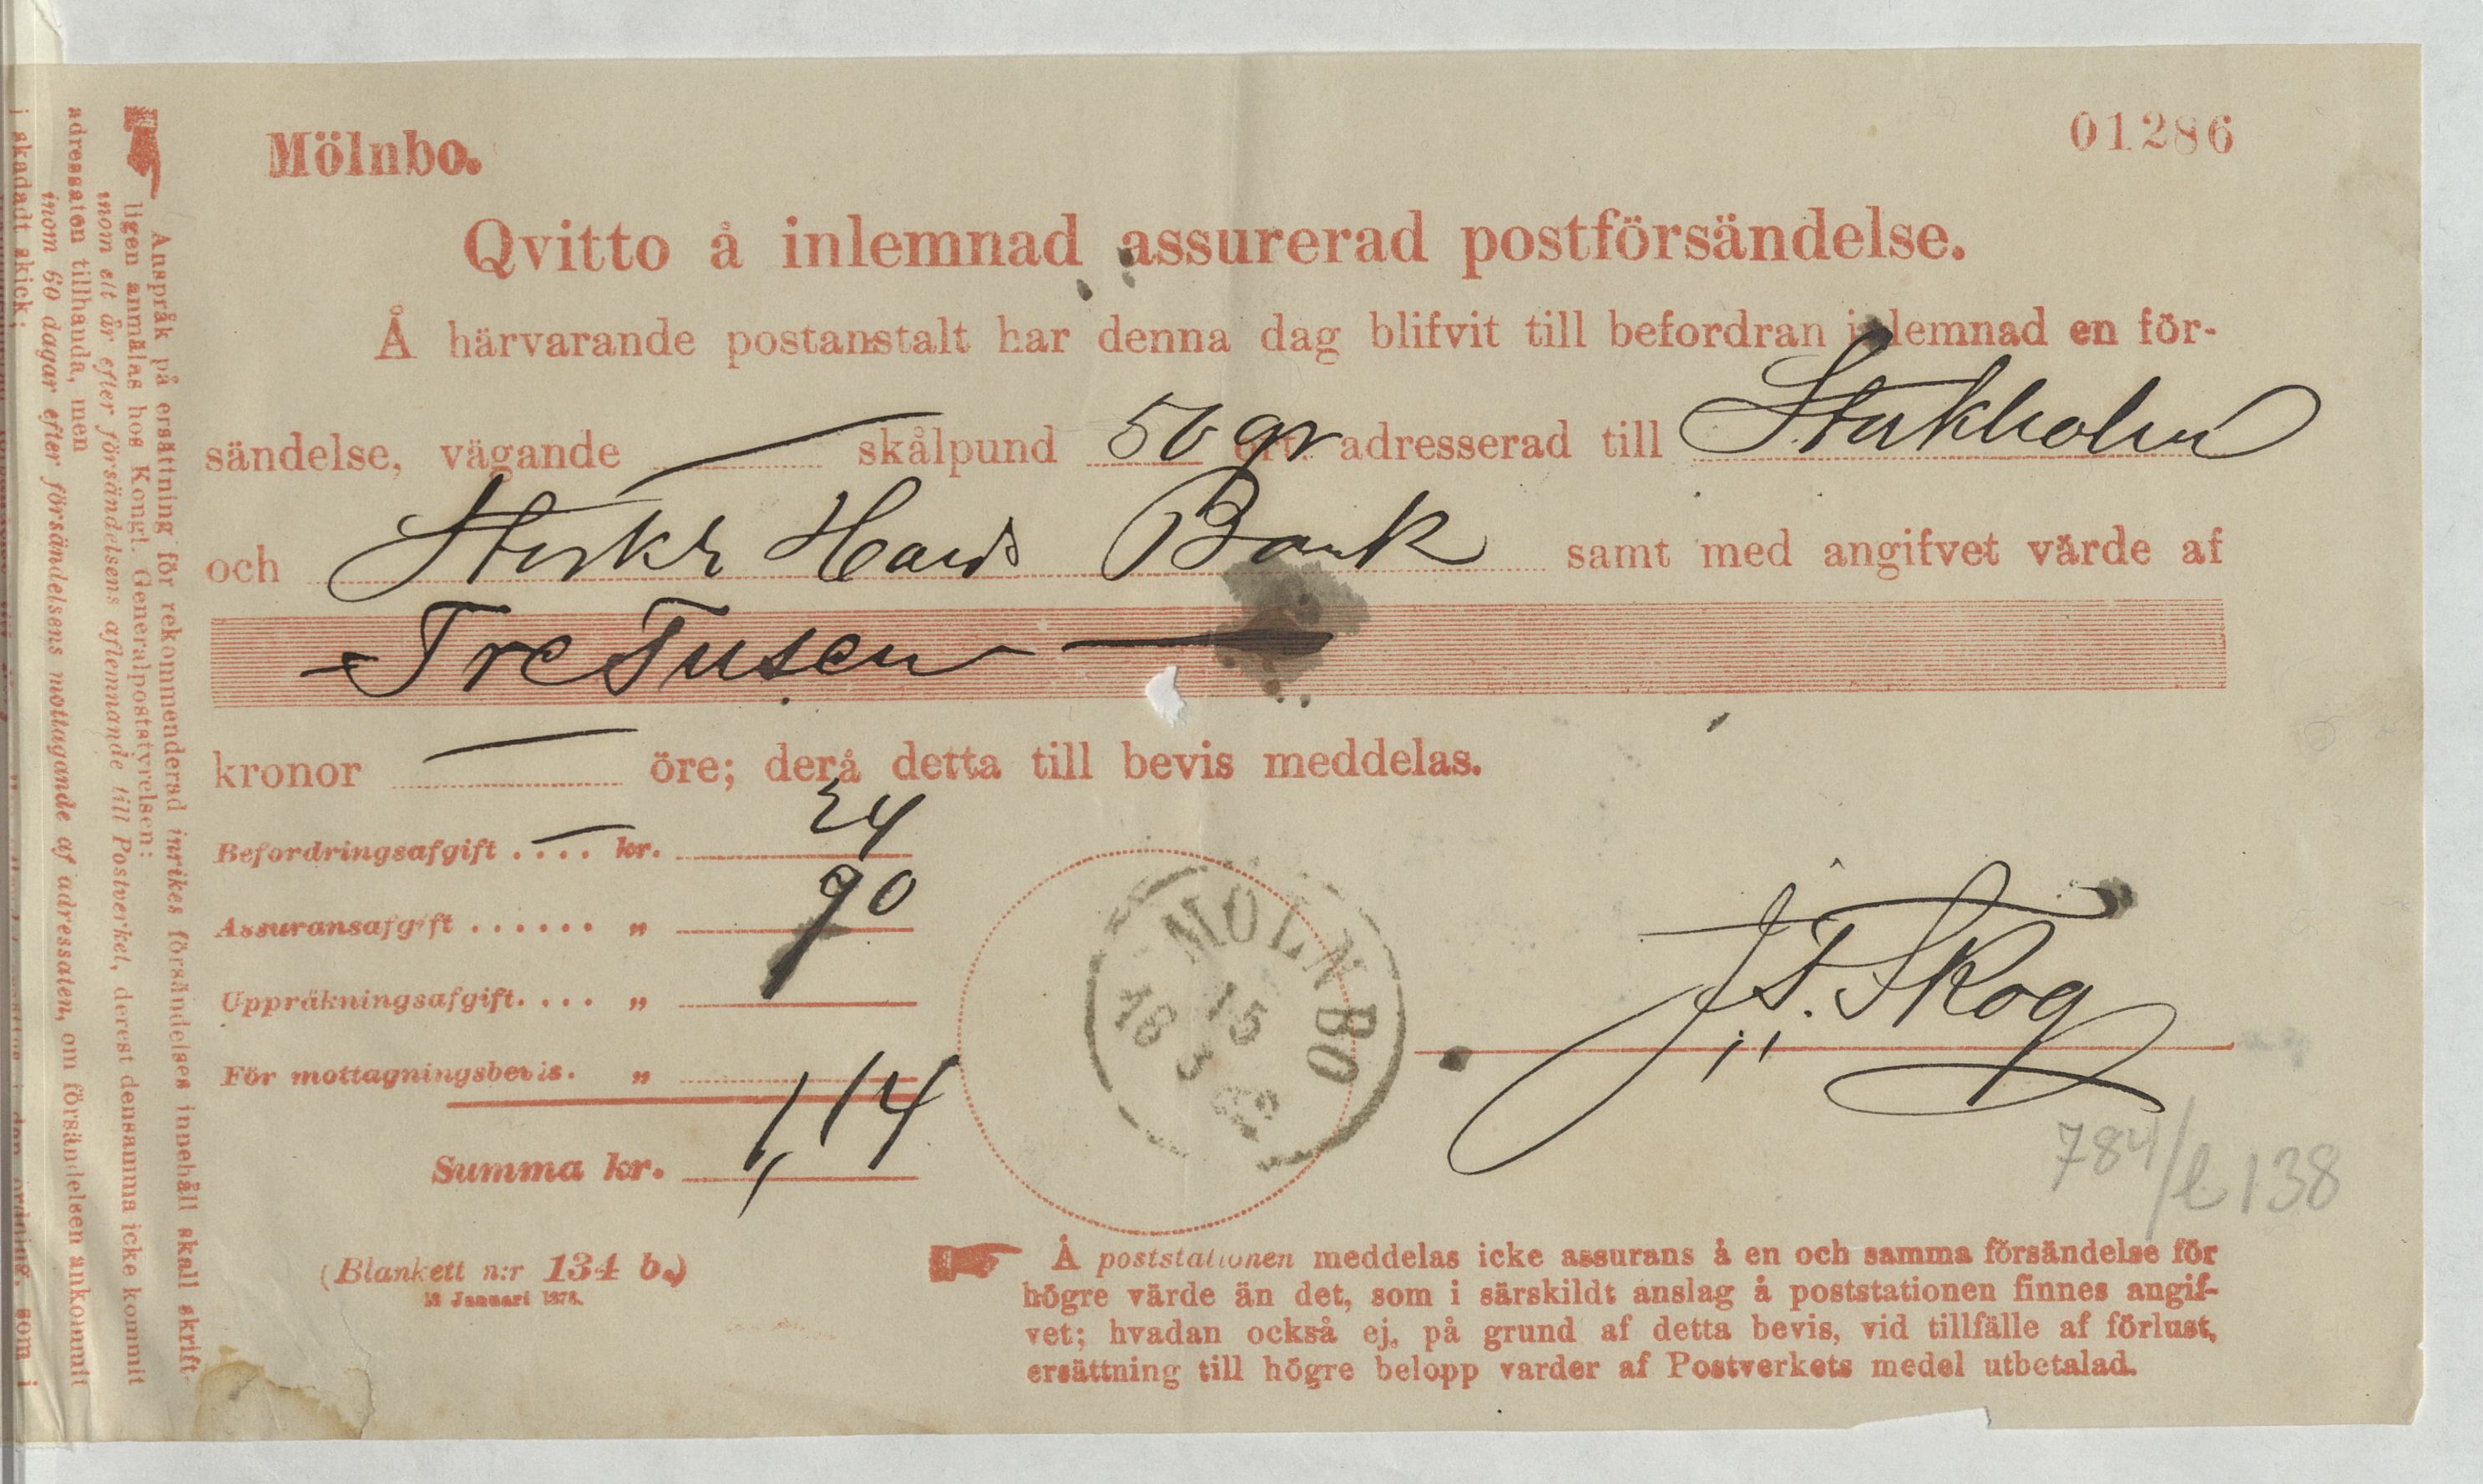 Mölnbo.
01286
Qvitto å inlemnad assurerad postförsändelse.
Å härvarande postanstalt har denna dag blifvit till befordran inlemnad en för-
sändelse, vägande skålpund 56 gr ort. adresserad till Stockholm
och Stockh Hand Bank samt med angifvet värde af
Tre Tusen
kronor öre; derå detta till bevis meddelas.
Befordringsafgift .... kr. 24
Assuransafgift ...... „ 90
Uppräkningsafgift. ... „
För mottagningsbevis. „
Summa kr. 1,14
MÖLNBO
15
18
J. F. Skog
784/l 138
(Blankett n:r 134 b.)
Januari 1878.
Å poststationen meddelas icke assurans å en och samma försändelse för
högre värde än det, som i särskildt anslag å poststationen finnes angif-
vet; hvadan också ej, på grund af detta bevis, vid tillfälle af förlust,
ersättning till högre belopp varder af Postverkets medel utbetalad.
Anspråk på ersättning för rekommenderad inrikes försändelses innehåll skall skrift-
ligen anmälas hos Kongl. Generalpoststyrelsen:
inom ett år efter försändelsens aflemnande till Postverket, derest densamma icke kommit
adressaten tillhanda, men
inom 60 dagar efter försändelsens mottagande af adressaten, om försändelsen ankommit
i skadadt skick;